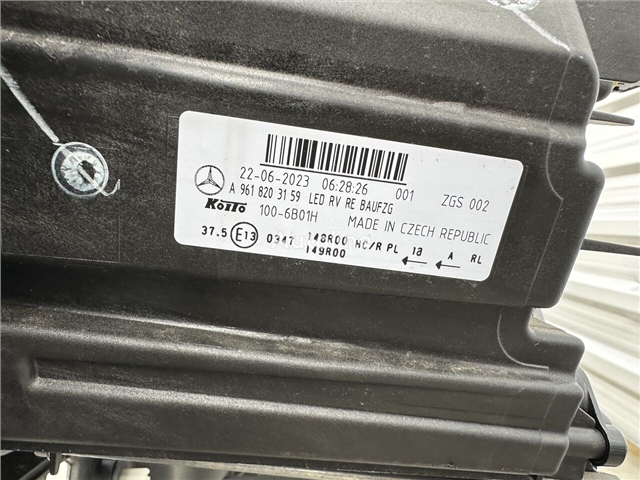 22-06-2023 06:28:26 001 ZGS 002
A 961 820 31 59 LED RV RE BAUFZG
KoiTo 100-6B01H MADE IN CZECH REPUBLIC
37.5 E13 0347 148R00 HC/R PL 1a A RL
149R00